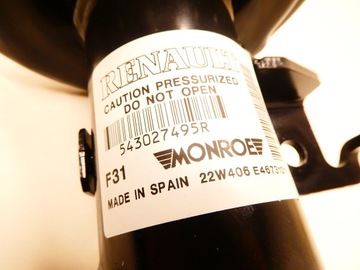 RENAULT
CAUTION PRESSURIZED
DO NOT OPEN
543027495R
F31 MONROE
MADE IN SPAIN 22W406